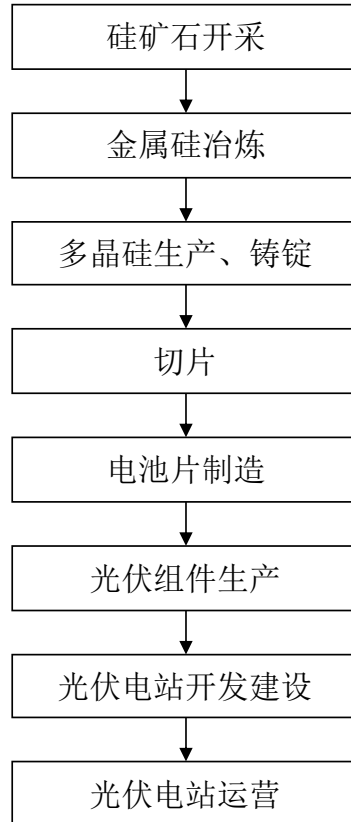 硅矿石开采
金属硅冶炼
多晶硅生产、铸锭
切片
电池片制造
光伏组件生产
光伏电站开发建设
光伏电站运营